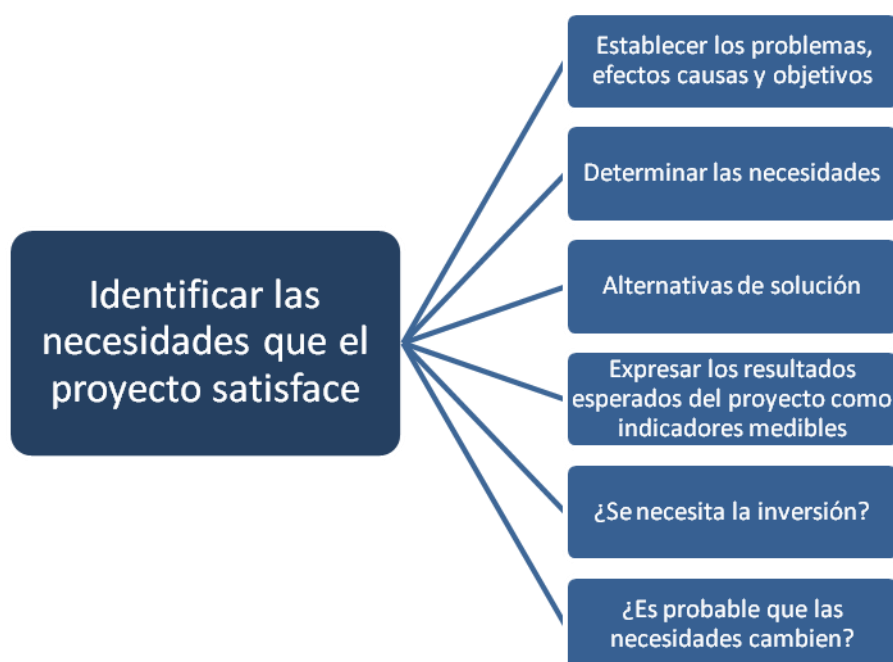 Identificar las
necesidades que el
proyecto satisface
Establecer los problemas,
efectos causas y objetivos
Determinar las necesidades
Alternativas de solución
Expresar los resultados
esperados del proyecto como
indicadores medibles
¿Se necesita la inversión?
¿Es probable que las
necesidades cambien?